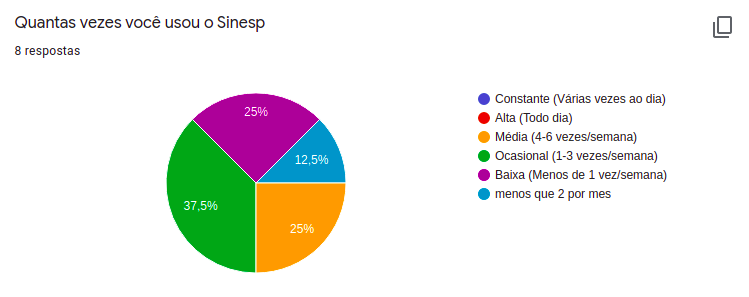 Quantas vezes você usou o Sinesp
8 respostas
25%
12,5%
37,5%
25%
Constante (Várias vezes ao dia)
Alta (Todo dia)
Média (4-6 vezes/semana)
Ocasional (1-3 vezes/semana)
Baixa (Menos de 1 vez/semana)
menos que 2 por mes